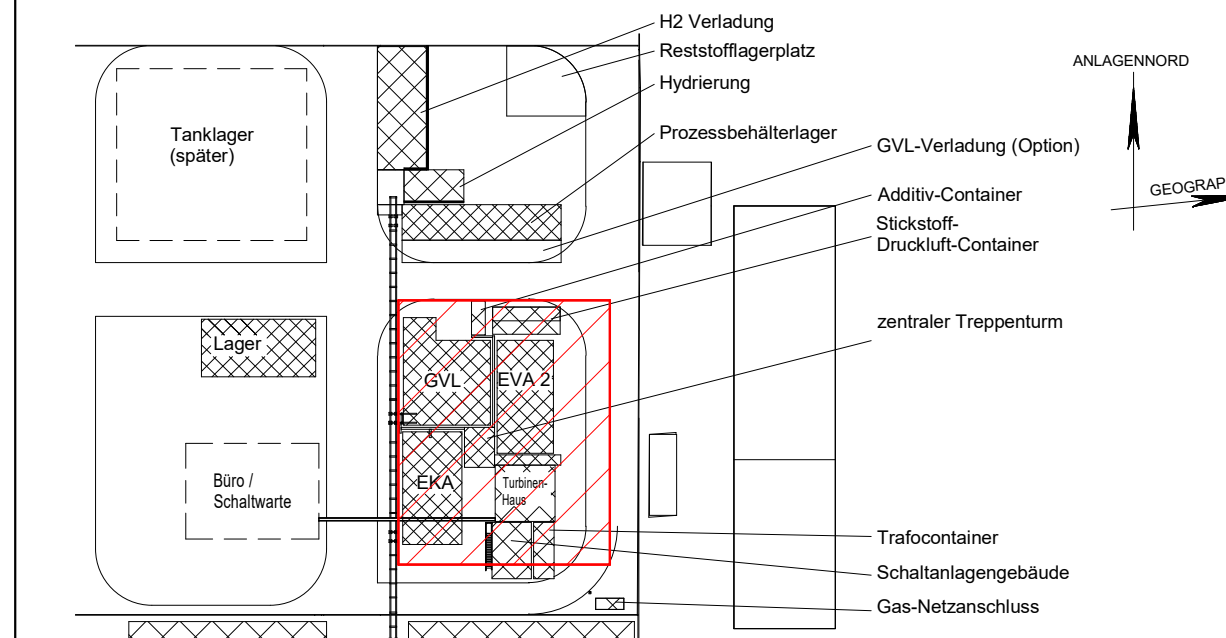 H2 Verladung
Reststofflagerplatz
Hydrierung
Prozessbehälterlager
GVL-Verladung (Option)
Additiv-Container
Stickstoff-
Druckluft-Container
zentraler Treppenturm
ANLAGENNORD
GEOGRAP
Tanklager
(später)
Lager
GVL
EVA 2
EKA
Turbinen-
Haus
Büro /
Schaltwarte
Trafocontainer
Schaltanlagengebäude
Gas-Netzanschluss